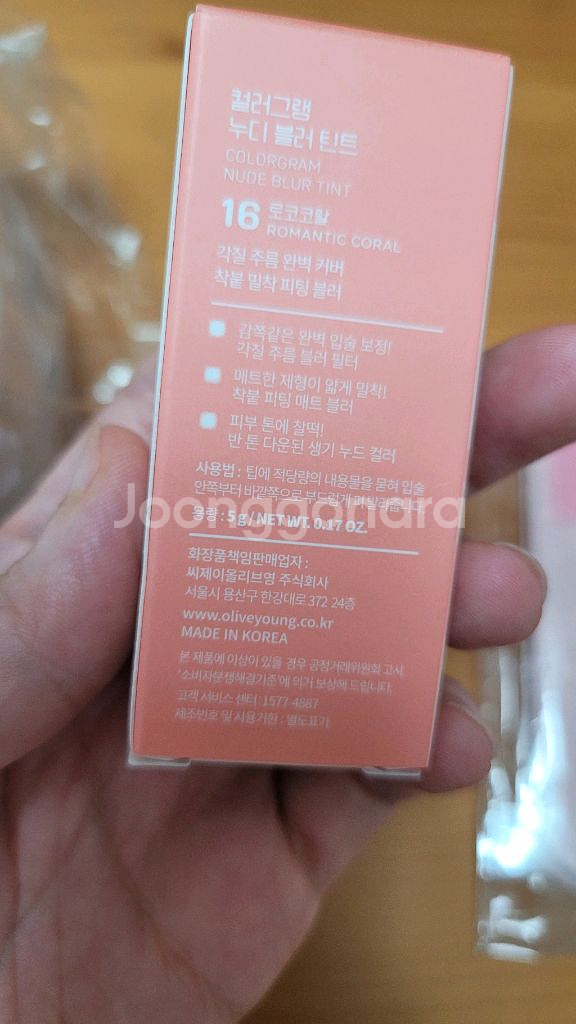 컬러그램
누디 블러 틴트
COLORGRAM
NUDE BLUR TINT
16 로코코랄
ROMANTIC CORAL
각질 주름 완벽 커버
착붙 밀착 피팅 블러
감쪽같은 완벽 입술 보정!
각질 주름 블러 필터
매트한 제형이 얇게 밀착!
착붙 피팅 매트 블러
피부 톤에 찰떡!
반 톤 다운된 생기 누드 컬러
사용법 : 팁에 적당량의 내용물을 묻혀 입술
안쪽부터 바깥쪽으로 부드럽게 펴 발라줍니다.
Joonggonara
용량 : 5 g / NET WT. 0.17 OZ.
화장품책임판매업자 :
씨제이올리브영 주식회사
서울시 용산구 한강대로 372 24층
www.oliveyoung.co.kr
MADE IN KOREA
본 제품에 이상이 있을 경우 공정거래위원회 고시
'소비자분쟁해결기준'에 의거 보상해 드립니다.
고객 서비스 센터 : 1577-4887
제조번호 및 사용기한 : 별도표기